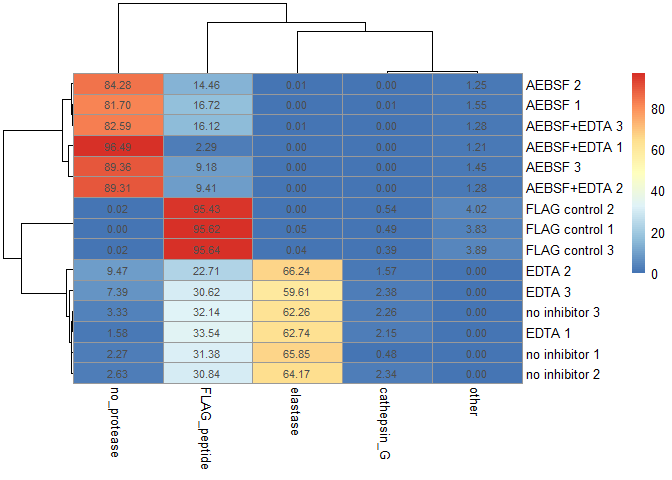 84.28 14.46 0.01 0.00 1.25 AEBSF 2
81.70 16.72 0.00 0.01 1.55 AEBSF 1
82.59 16.12 0.01 0.00 1.28 AEBSF+EDTA 3
96.49 2.29 0.00 0.00 1.21 AEBSF+EDTA 1
89.36 9.18 0.00 0.00 1.45 AEBSF 3
89.31 9.41 0.00 0.00 1.28 AEBSF+EDTA 2
0.02 95.43 0.00 0.54 4.02 FLAG control 2
0.00 95.62 0.05 0.49 3.83 FLAG control 1
0.02 95.64 0.04 0.39 3.89 FLAG control 3
9.47 22.71 66.24 1.57 0.00 EDTA 2
7.39 30.62 59.61 2.38 0.00 EDTA 3
3.33 32.14 62.26 2.26 0.00 no inhibitor 3
1.58 33.54 62.74 2.15 0.00 EDTA 1
2.27 31.38 65.85 0.48 0.00 no inhibitor 1
2.63 30.84 64.17 2.34 0.00 no inhibitor 2
no_protease
FLAG_peptide
elastase
cathepsin_G
other
80
60
40
20
0